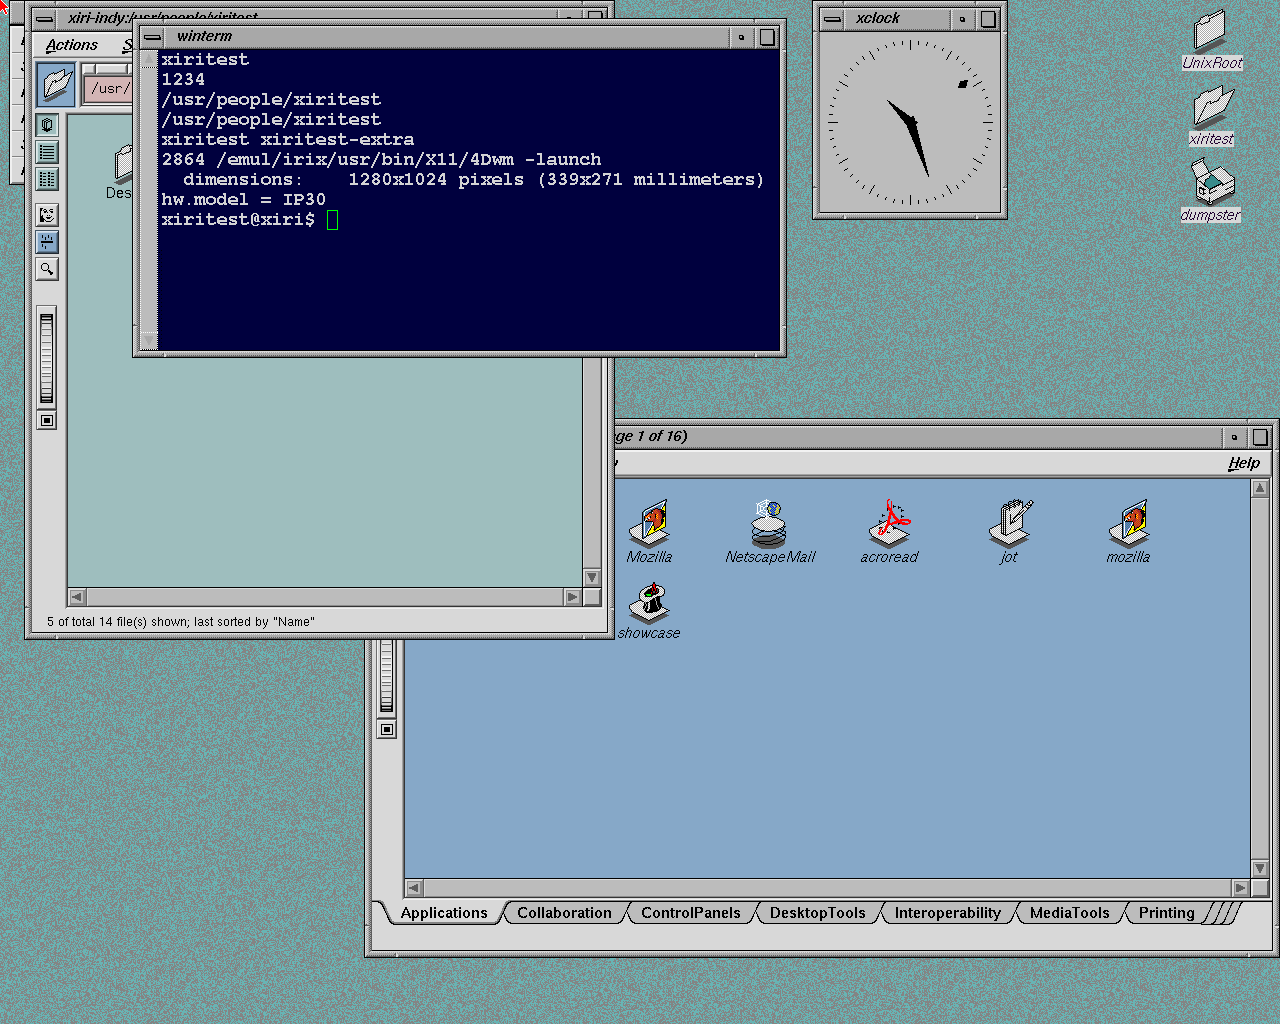 xiri-indy:/usr/people/xiritest
Actions
winterm
xiritest
1234
/usr/people/xiritest
/usr/people/xiritest
xiritest xiritest-extra
2864 /emul/irix/usr/bin/X11/4Dwm -launch
dimensions: 1280x1024 pixels (339x271 millimeters)
hw.model = IP30
xiritest@xiri$
/usr/
Des
5 of total 14 file(s) shown; last sorted by "Name"
xclock
UnixRoot
xiritest
dumpster
ge 1 of 16)
Help
Mozilla
NetscapeMail
acroread
jot
mozilla
showcase
Applications
Collaboration
ControlPanels
DesktopTools
Interoperability
MediaTools
Printing